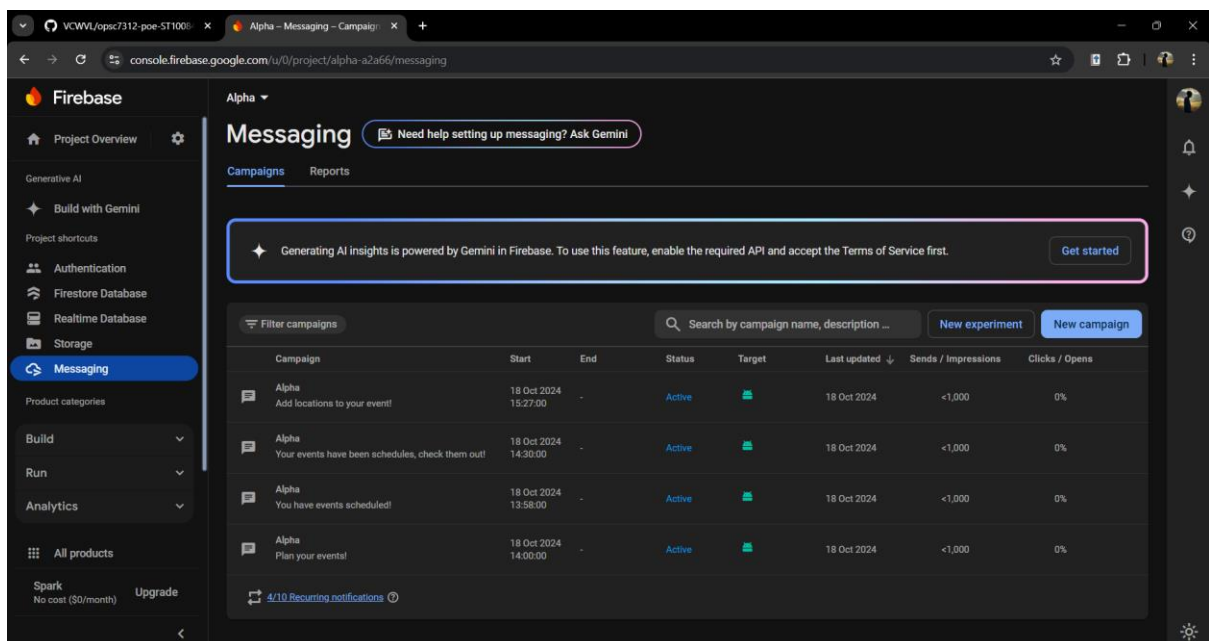 VCWVL/opsc7312-poe-ST1008
Alpha – Messaging – Campaign
console.firebase.google.com/u/0/project/alpha-a2a66/messaging
Firebase
Project Overview
Generative AI
Build with Gemini
Project shortcuts
Authentication
Firestore Database
Realtime Database
Storage
Messaging
Product categories
Build
Run
Analytics
All products
Spark
No cost ($0/month)
Upgrade
Alpha
Messaging
Need help setting up messaging? Ask Gemini
Campaigns Reports
Generating AI insights is powered by Gemini in Firebase. To use this feature, enable the required API and accept the Terms of Service first.
Get started
Filter campaigns
Search by campaign name, description ...
New experiment
New campaign
Campaign Start End Status Target Last updated Sends / Impressions Clicks / Opens
Alpha
Add locations to your event!
18 Oct 2024
15:27:00
- Active 18 Oct 2024 <1,000 0%
Alpha
Your events have been schedules, check them out!
18 Oct 2024
14:30:00
- Active 18 Oct 2024 <1,000 0%
Alpha
You have events scheduled!
18 Oct 2024
13:58:00
- Active 18 Oct 2024 <1,000 0%
Alpha
Plan your events!
18 Oct 2024
14:00:00
- Active 18 Oct 2024 <1,000 0%
4/10 Recurring notifications